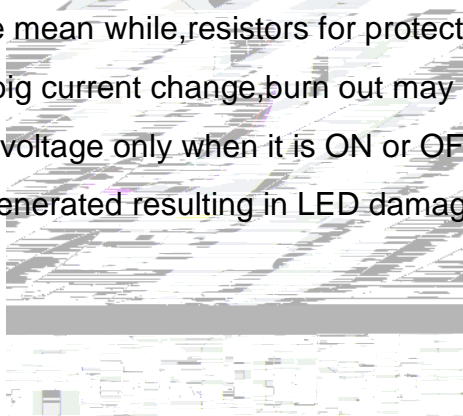 mean while,resistors for protect
big current change,burn out may
voltage only when it is ON or OF
enerated resulting in LED damag